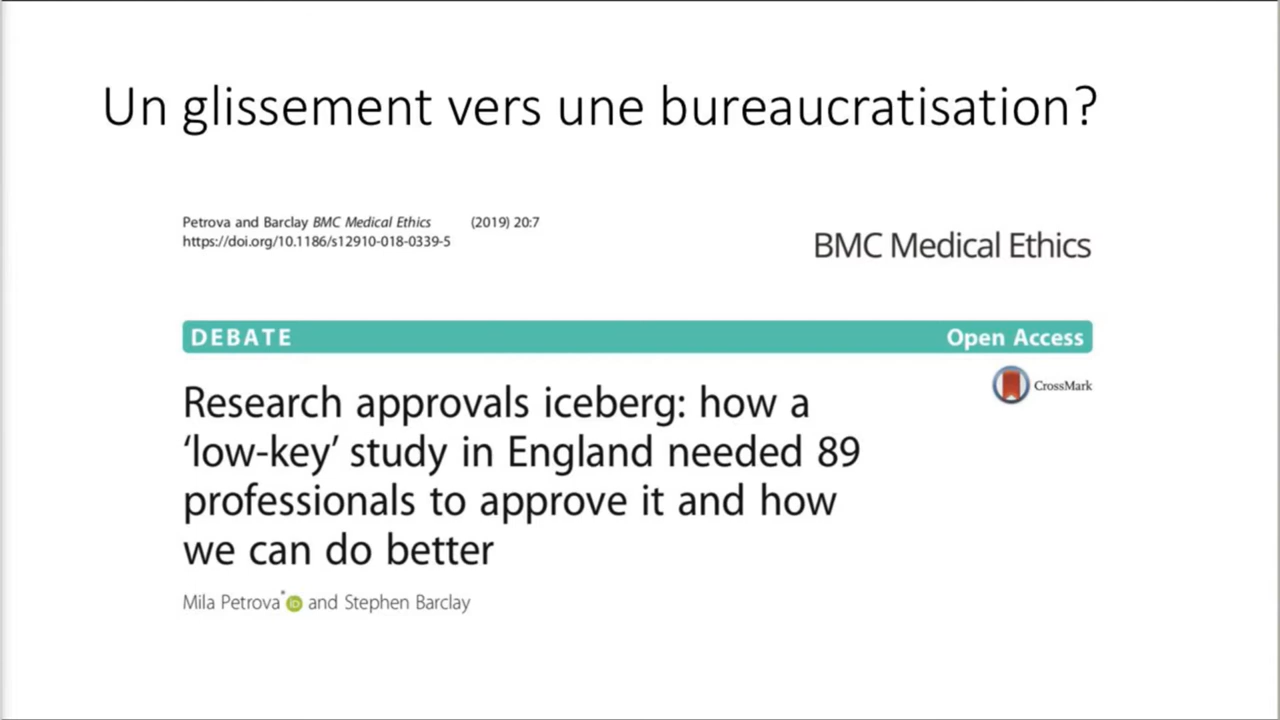 Un glissement vers une bureaucratisation?
Petrova and Barclay BMC Medical Ethics (2019) 20:7
https://doi.org/10.1186/s12910-018-0339-5
BMC Medical Ethics
DEBATE Open Access
CrossMark
Research approvals iceberg: how a
‘low-key’ study in England needed 89
professionals to approve it and how
we can do better
Mila Petrova* iD and Stephen Barclay